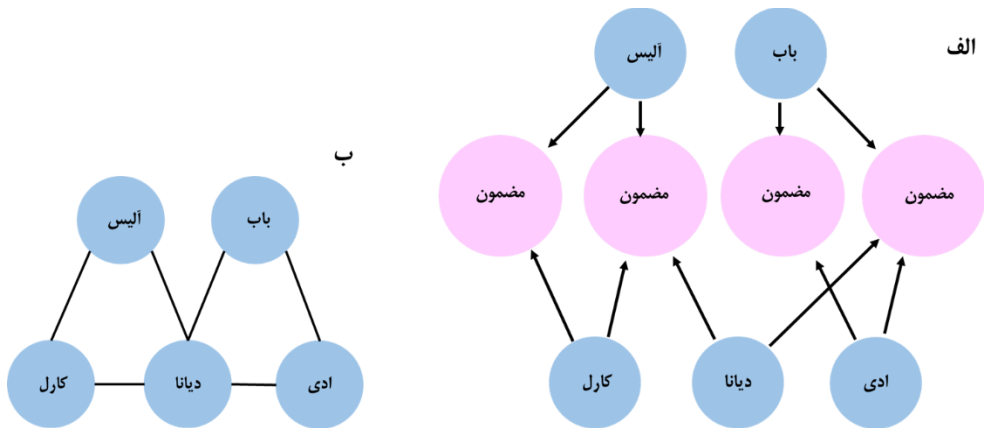 الف
باب
آلیس
مضمون
مضمون
مضمون
مضمون
ادی
دیانا
کارل
ب
باب
آلیس
ادی
دیانا
کارل